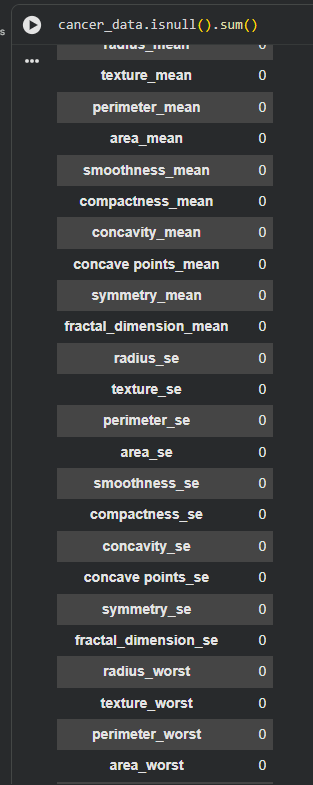 s
cancer_data.isnull().sum()
radius_mean 0
texture_mean 0
perimeter_mean 0
area_mean 0
smoothness_mean 0
compactness_mean 0
concavity_mean 0
concave points_mean 0
symmetry_mean 0
fractal_dimension_mean 0
radius_se 0
texture_se 0
perimeter_se 0
area_se 0
smoothness_se 0
compactness_se 0
concavity_se 0
concave points_se 0
symmetry_se 0
fractal_dimension_se 0
radius_worst 0
texture_worst 0
perimeter_worst 0
area_worst 0